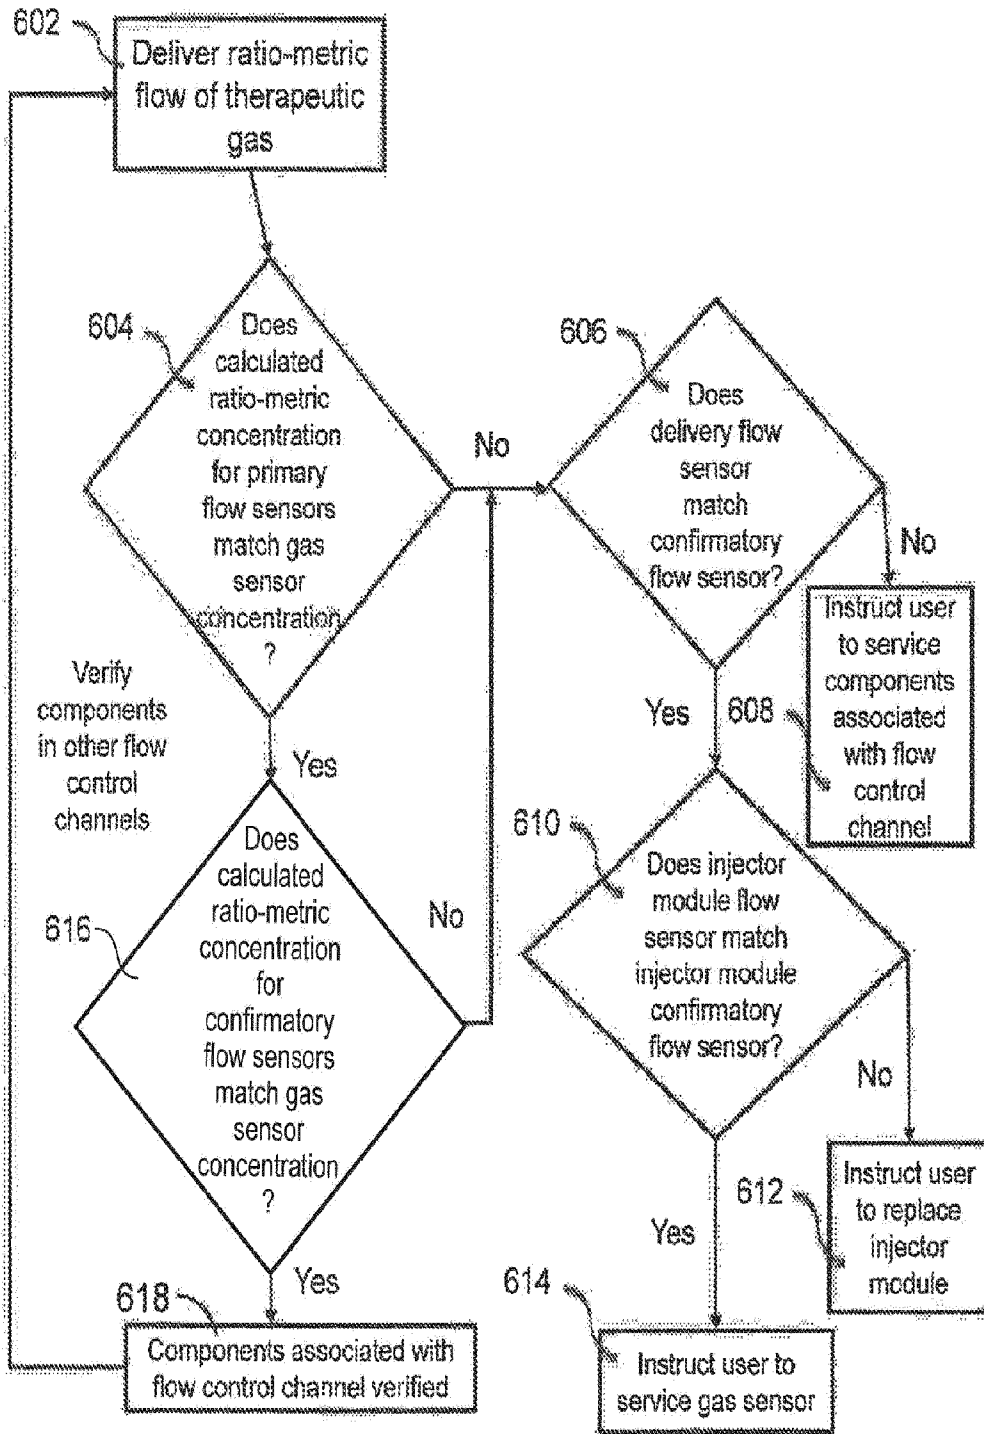 602
Deliver ratio-metric
flow of therapeutic
gas
604
Does
calculated
ratio-metric
concentration
for primary
flow sensors
match gas
sensor
concentration
?
No
606
Does
delivery flow
sensor
match
confirmatory
flow sensor?
No
Instruct user
to service
components
associated
with flow
control
channel
608
Yes
Verify
components
in other flow
control
channels
Yes
610
Does injector
module flow
sensor match
injector module
confirmatory
flow sensor?
No
616
Does
calculated
ratio-metric
concentration
for
confirmatory
flow sensors
match gas
sensor
concentration
?
No
612
Instruct user
to replace
injector
module
Yes
Yes
618
Components associated with
flow control channel verified
614
Instruct user to
service gas sensor